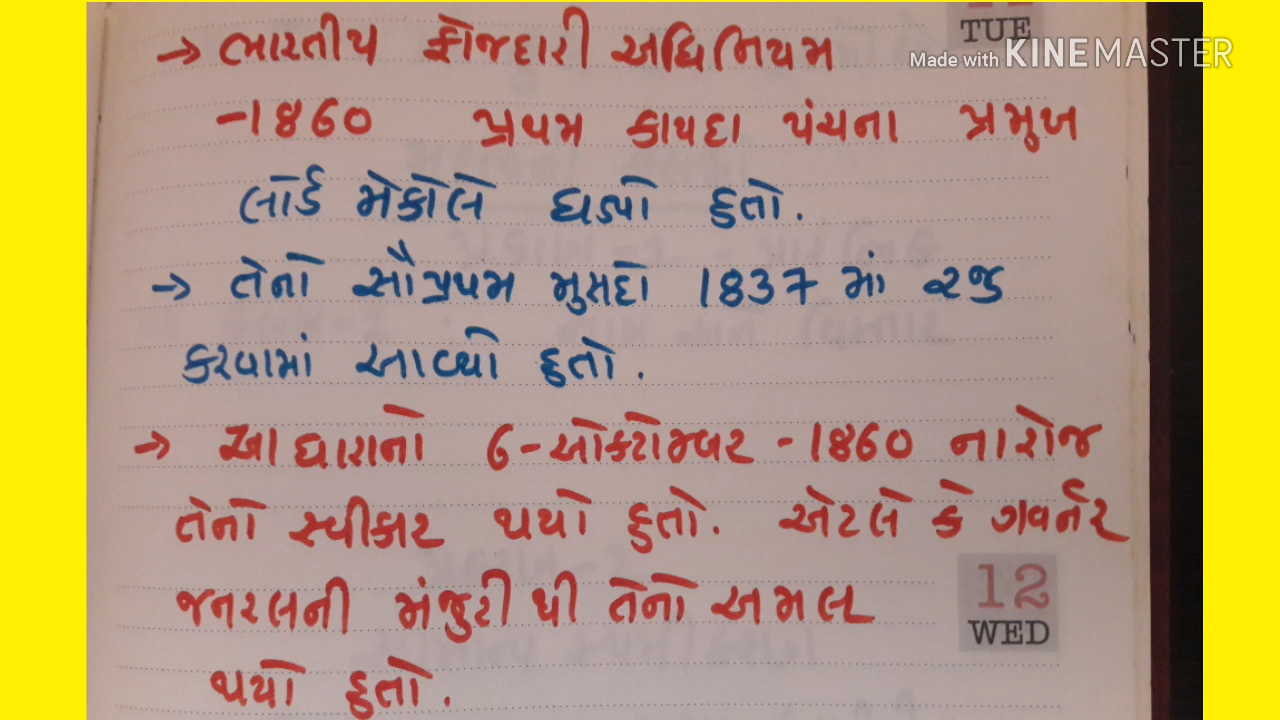 TUE
Made with KINEMASTER
→ ભારતીય ફોજદારી અધિનિયમ
-1860 પ્રથમ કાયદા પંચના પ્રમુખ
લોર્ડ મેકોલે ઘડ્યો હતો.
→ તેનો સૌપ્રથમ મુસદ્દો 1837 માં રજુ
કરવામાં આવ્યો હતો.
→ આ ધારાનો 6-ઓક્ટોમ્બર -1860 ના રોજ
તેનો સ્વીકાર થયો હતો. એટલે કે ગવર્નર
જનરલની મંજુરી થી તેનો અમલ
થયો હતો.
12
WED